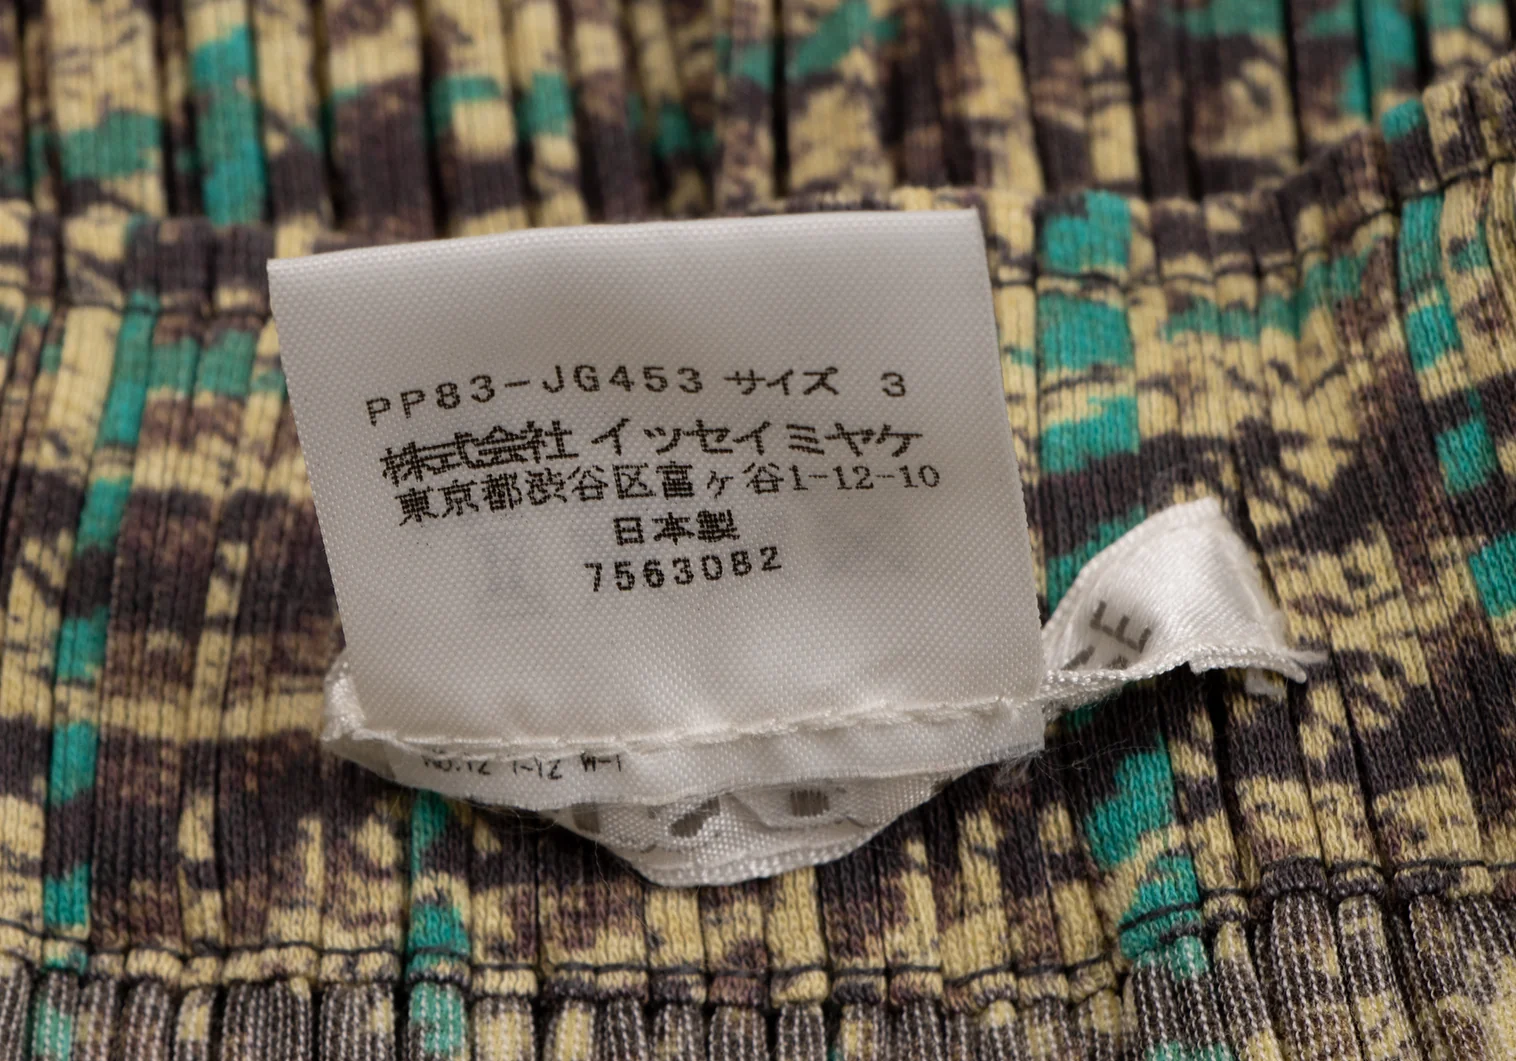 PP83-JG453 サイズ 3
株式会社 イッセイミヤケ
東京都渋谷区富ヶ谷1-12-10
日本製
7563082